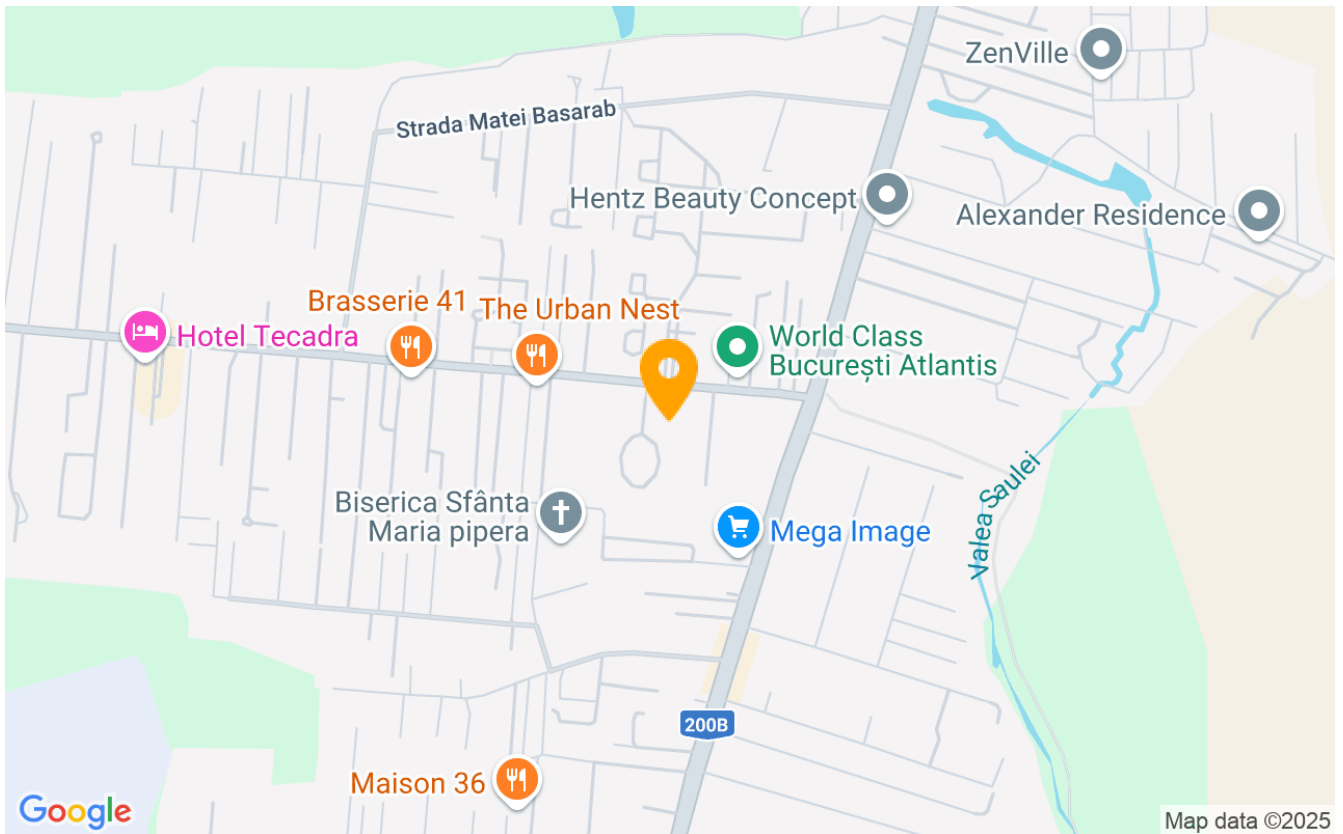 ZenVille
Strada Matei Basarab
Hentz Beauty Concept
Alexander Residence
Brasserie 41
The Urban Nest
Hotel Tecadra
World Class
București Atlantis
Biserica Sfânta
Maria pipera
Mega Image
Valea Saulei
200B
Maison 36
Google
Map data ©2025